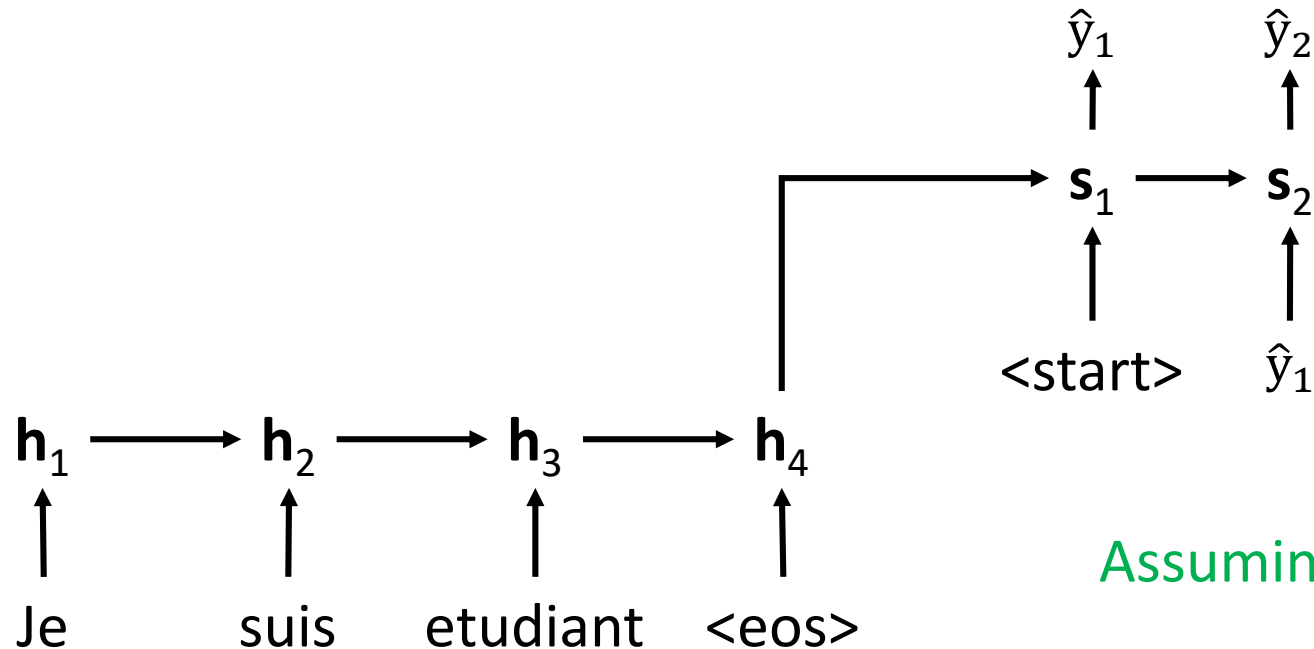 ŷ₁ ŷ₂
s₁ s₂
<start> ŷ₁
h₁ h₂ h₃ h₄
Assumin
Je suis etudiant <eos>